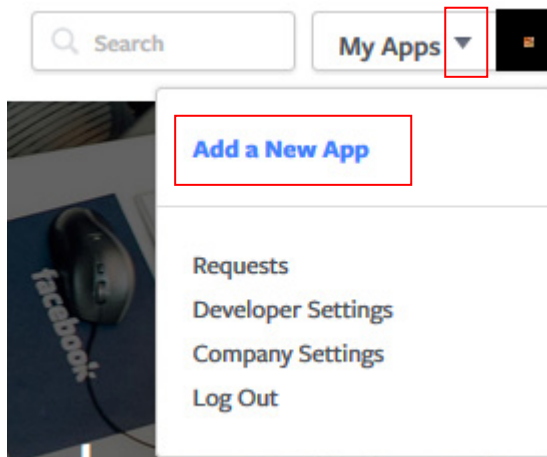 Search
My Apps
Add a New App
Requests
Developer Settings
Company Settings
Log Out
facebook